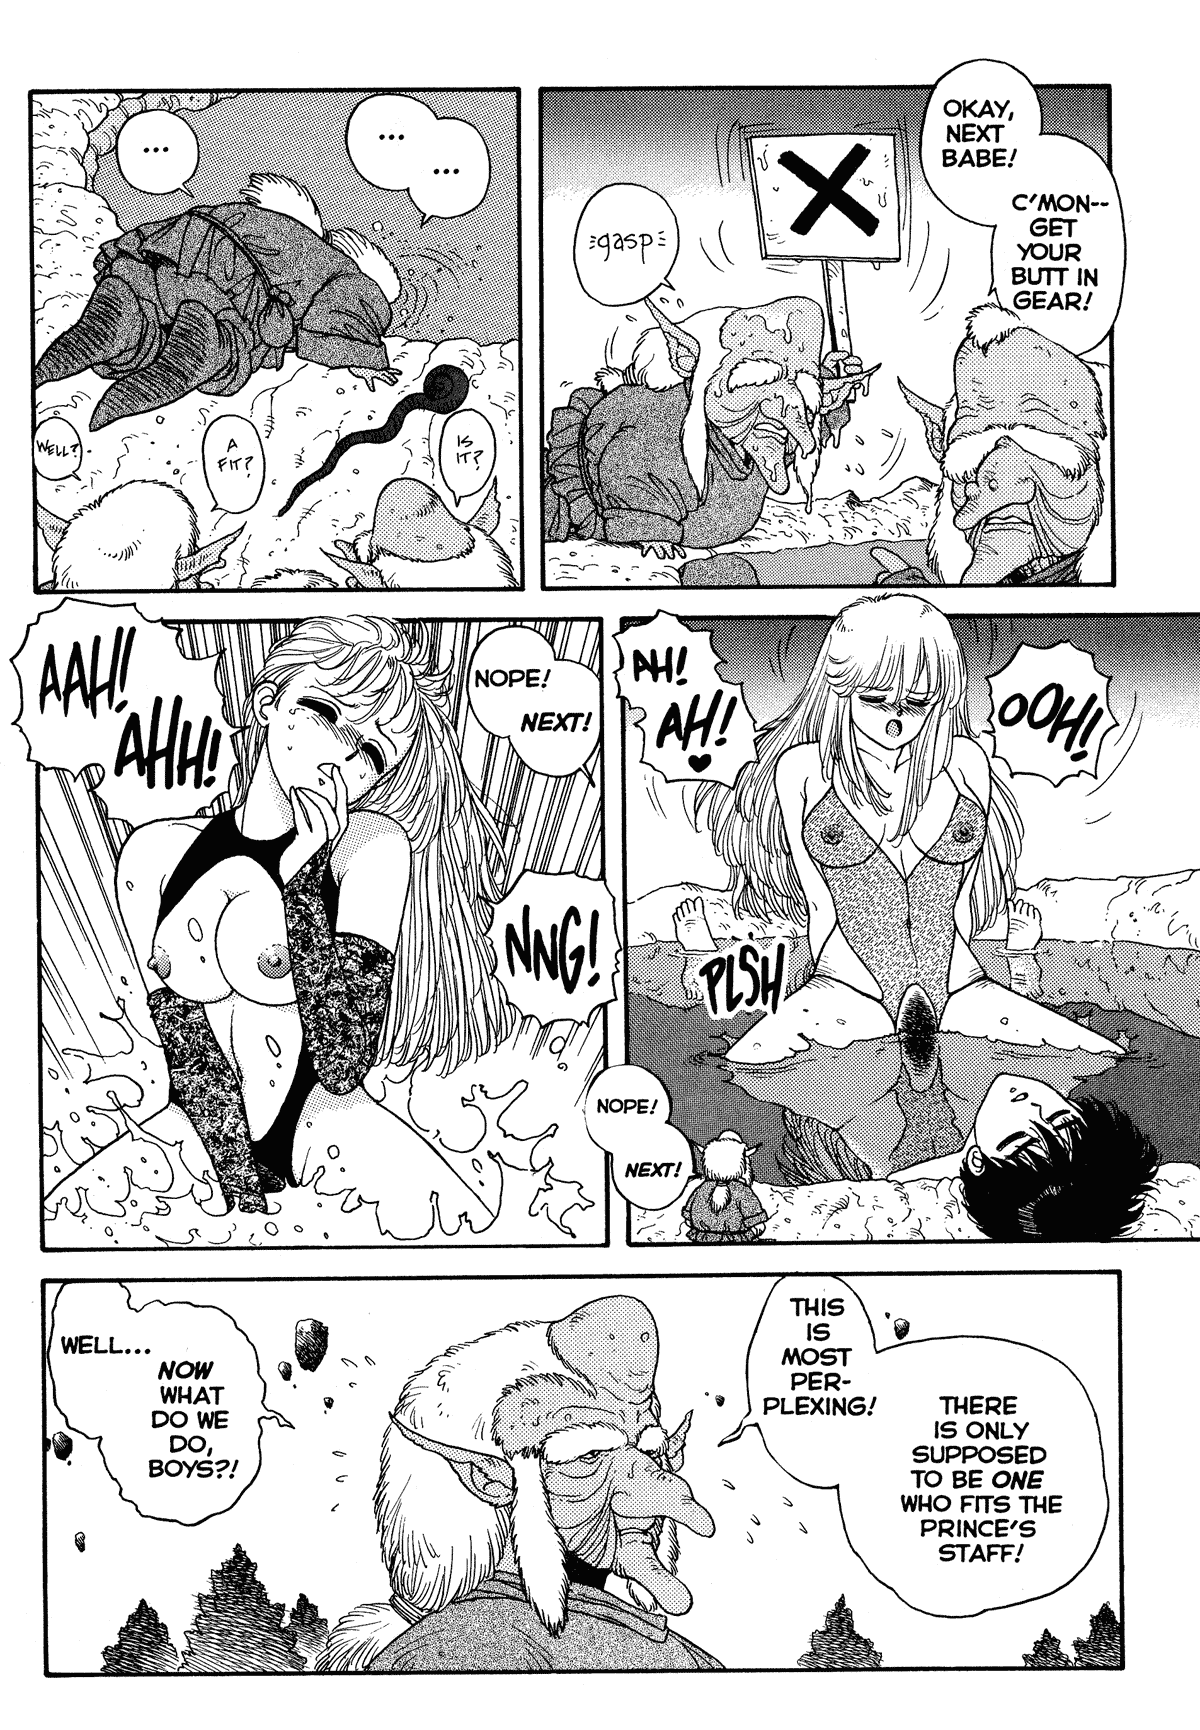 ...
...
...
WELL?
A
FIT?
IS
IT?
OKAY,
NEXT
BABE!
C'MON--
GET
YOUR
BUTT IN
GEAR!
gasp
X
AAH!
AHH!
NOPE!
NEXT!
NNG!
AH!
AH!
♥
OOH!
PLSH
NOPE!
NEXT!
WELL...
NOW
WHAT
DO WE
DO,
BOYS?!
THIS
IS
MOST
PER-
PLEXING!
THERE
IS ONLY
SUPPOSED
TO BE ONE
WHO FITS THE
PRINCE'S
STAFF!